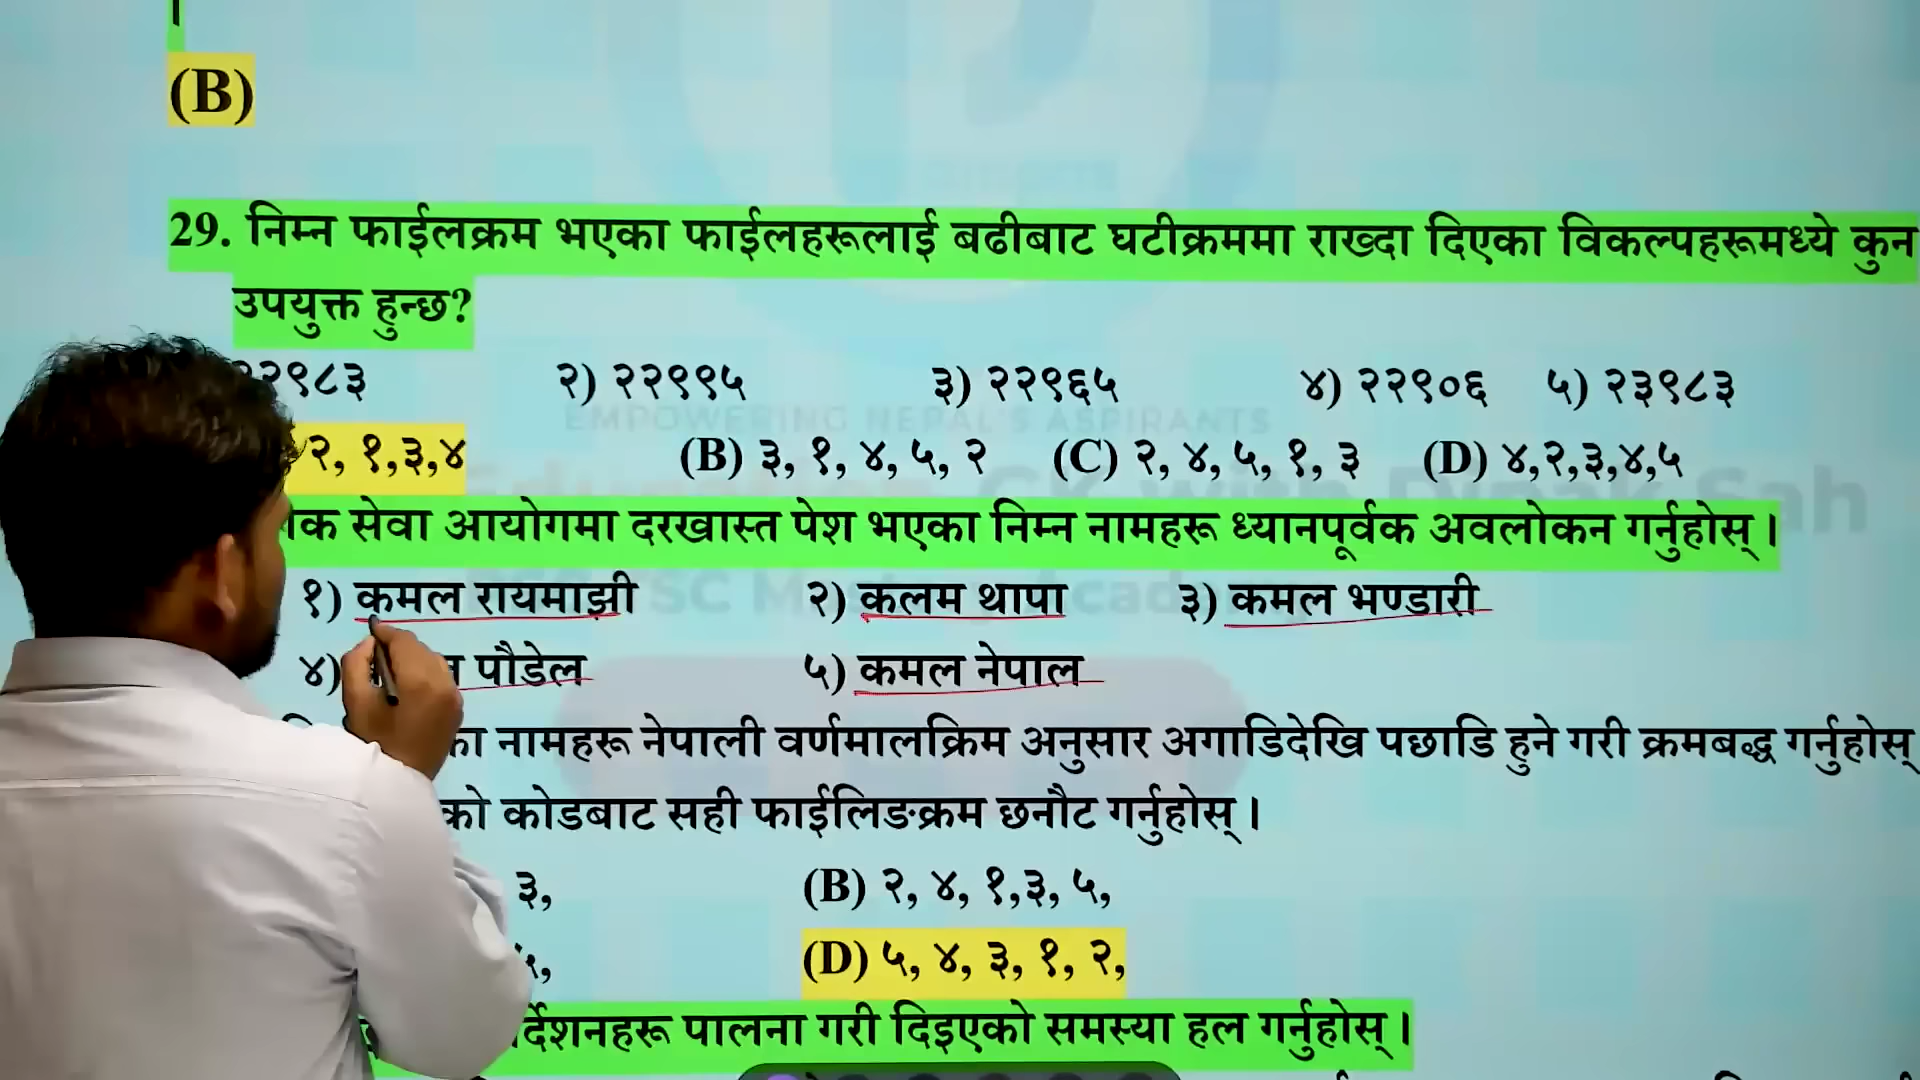 ।
(B)
29. निम्न फाईलक्रम भएका फाईलहरूलाई बढीबाट घटीक्रममा राख्दा दिएका विकल्पहरूमध्ये कुन
उपयुक्त हुन्छ?
२२९८३ २) २२९९५ ३) २२९६५ ४) २२९०६ ५) २३९८३
२, १,३,४ (B) ३, १, ४, ५, २ (C) २, ४, ५, १, ३ (D) ४,२,३,४,५
EMPOWERING NEPAL'S ASPIRANTS
सेवा आयोगमा दरखास्त पेश भएका निम्न नामहरू ध्यानपूर्वक अवलोकन गर्नुहोस् ।
१) कमल रायमाझी २) कलम थापा ३) कमल भण्डारी
४) पौडेल ५) कमल नेपाल
नामहरू नेपाली वर्णमालक्रिम अनुसार अगाडिदेखि पछाडि हुने गरी क्रमबद्ध गर्नुहोस्
को कोडबाट सही फाईलिङक्रम छनौट गर्नुहोस् ।
३, (B) २, ४, १,३, ५,
(D) ५, ४, ३, १, २,
पालना गरी दिइएको समस्या हल गर्नुहोस् ।